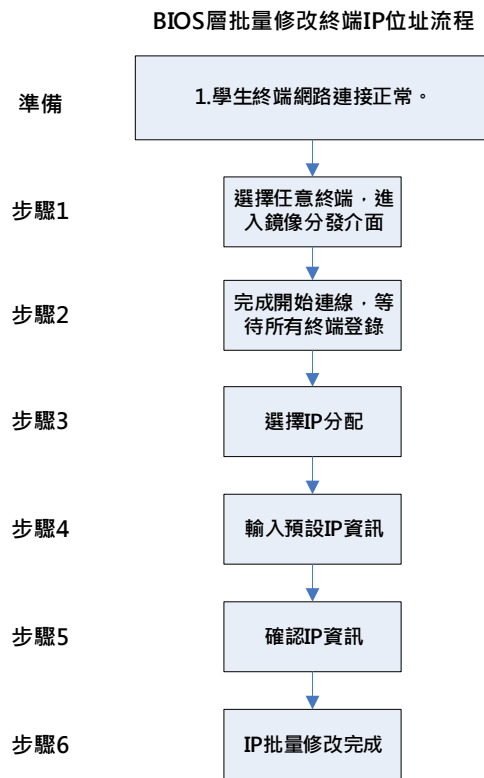 BIOS層批量修改終端IP位址流程
準備
1.學生終端網路連接正常。
步驟1
選擇任意終端，進
入鏡像分發介面
步驟2
完成開始連線，等
待所有終端登錄
步驟3
選擇IP分配
步驟4
輸入預設IP資訊
步驟5
確認IP資訊
步驟6
IP批量修改完成